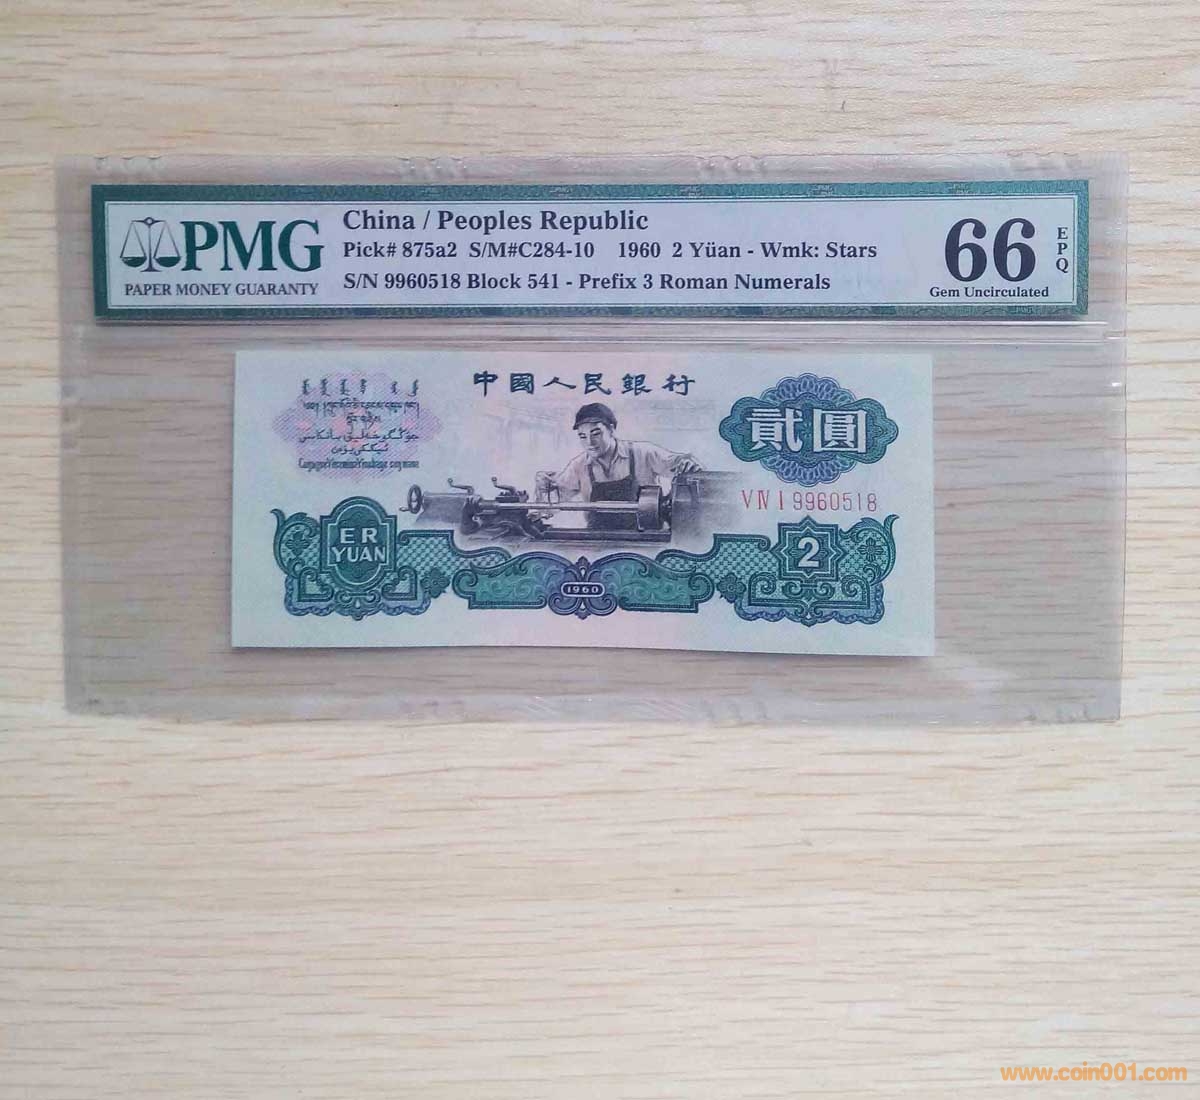 PMG
PAPER MONEY GUARANTY
China / Peoples Republic
Pick# 875a2 S/M#C284-10 1960 2 Yüan - Wmk: Stars
S/N 9960518 Block 541 - Prefix 3 Roman Numerals
66
EPQ
Gem Uncirculated
中國人民銀行
貳圓
ⅤⅣⅠ9960518
ER
YUAN
2
1960
www.coin001.com